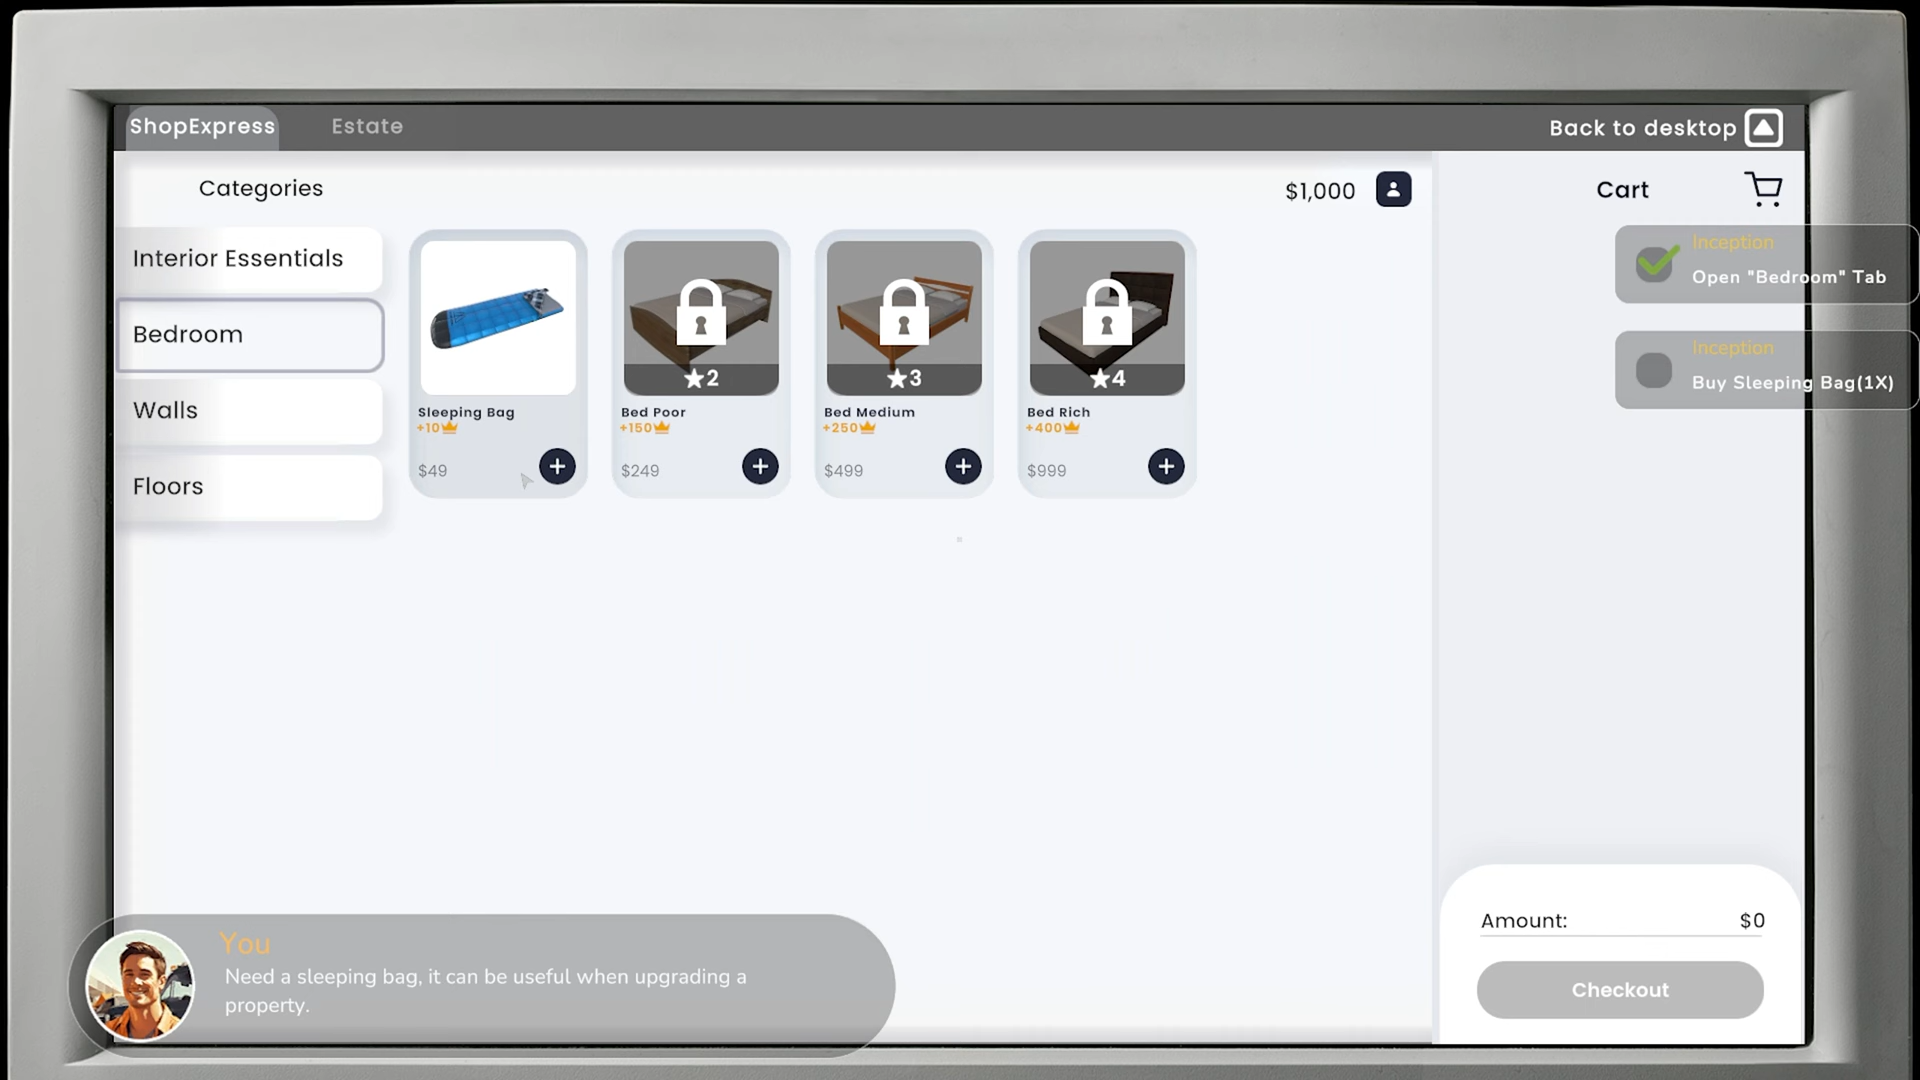 ShopExpress
Estate
Back to desktop
Categories
$1,000
Cart
Interior Essentials
Bedroom
Walls
Floors
★2
★3
★4
Sleeping Bag
+10
$49
Bed Poor
+150
$249
Bed Medium
+250
$499
Bed Rich
+400
$999
Inception
Open "Bedroom" Tab
Inception
Buy Sleeping Bag(1X)
Amount: $0
Checkout
You
Need a sleeping bag, it can be useful when upgrading a
property.